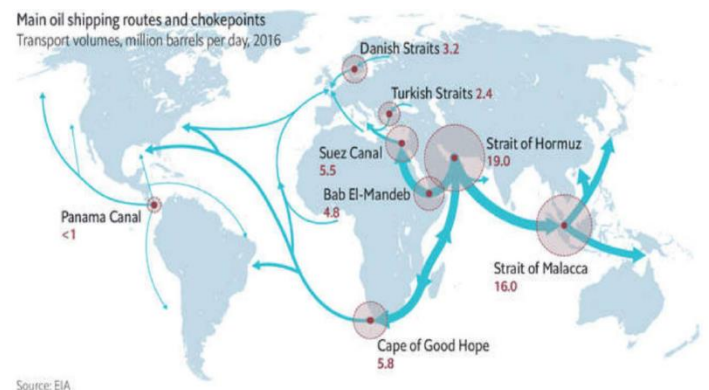 Main oil shipping routes and chokepoints
Transport volumes, million barrels per day, 2016
Danish Straits 3.2
Turkish Straits 2.4
Suez Canal
5.5
Strait of Hormuz
19.0
Bab El-Mandeb
4.8
Panama Canal
<1
Strait of Malacca
16.0
Cape of Good Hope
5.8
Source: EIA